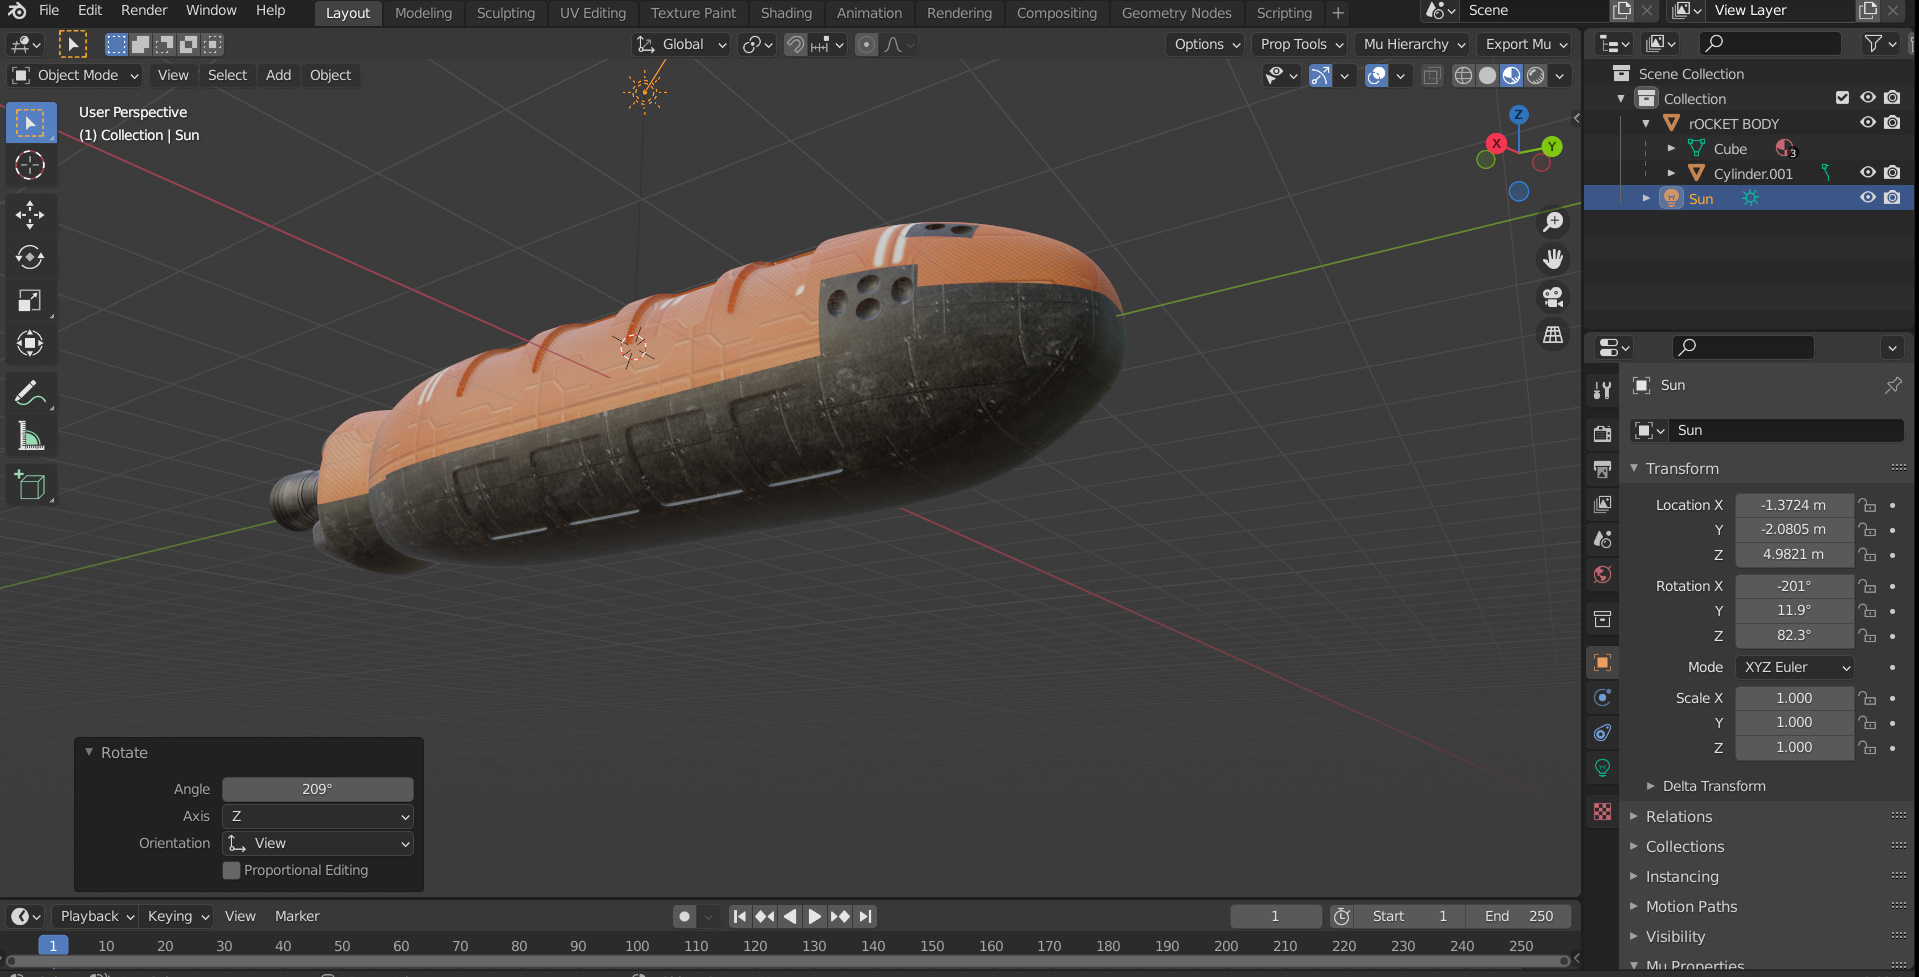 File Edit Render Window Help Layout Modeling Sculpting UV Editing Texture Paint Shading Animation Rendering Compositing Geometry Nodes Scripting + Scene View Layer
Global Options Prop Tools Mu Hierarchy Export Mu
Object Mode View Select Add Object
User Perspective
(1) Collection | Sun
Z
X
Y
Scene Collection
Collection
rOCKET BODY
Cube 3
Cylinder.001
Sun
Sun
Sun
Transform
Location X -1.3724 m
Y -2.0805 m
Z 4.9821 m
Rotation X -201°
Y 11.9°
Z 82.3°
Mode XYZ Euler
Scale X 1.000
Y 1.000
Z 1.000
Delta Transform
Relations
Collections
Instancing
Motion Paths
Visibility
Mu Properties
Rotate
Angle 209°
Axis Z
Orientation View
Proportional Editing
Playback Keying View Marker 1 Start 1 End 250
1 10 20 30 40 50 60 70 80 90 100 110 120 130 140 150 160 170 180 190 200 210 220 230 240 250